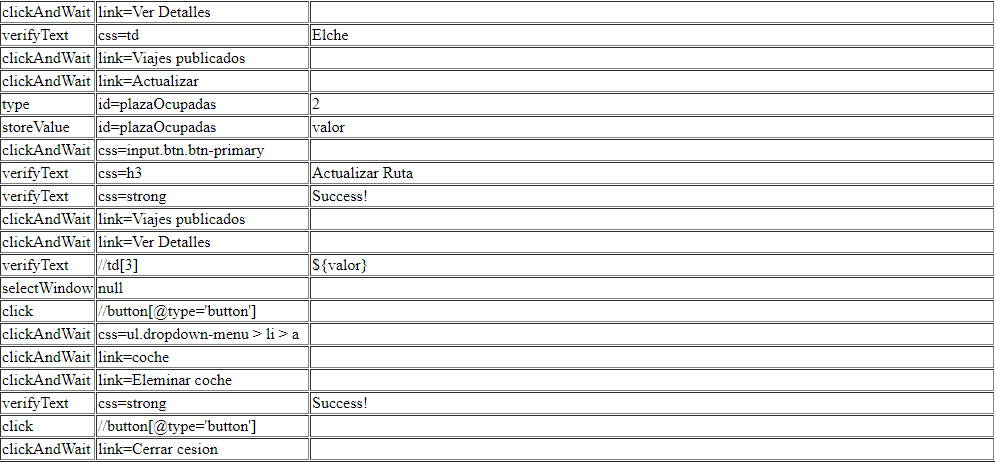 clickAndWait link=Ver Detalles
verifyText css=td Elche
clickAndWait link=Viajes publicados
clickAndWait link=Actualizar
type id=plazaOcupadas 2
storeValue id=plazaOcupadas valor
clickAndWait css=input.btn.btn-primary
verifyText css=h3 Actualizar Ruta
verifyText css=strong Success!
clickAndWait link=Viajes publicados
clickAndWait link=Ver Detalles
verifyText //td[3] ${valor}
selectWindow null
click //button[@type='button']
clickAndWait css=ul.dropdown-menu > li > a
clickAndWait link=coche
clickAndWait link=Eleminar coche
verifyText css=strong Success!
click //button[@type='button']
clickAndWait link=Cerrar cesion